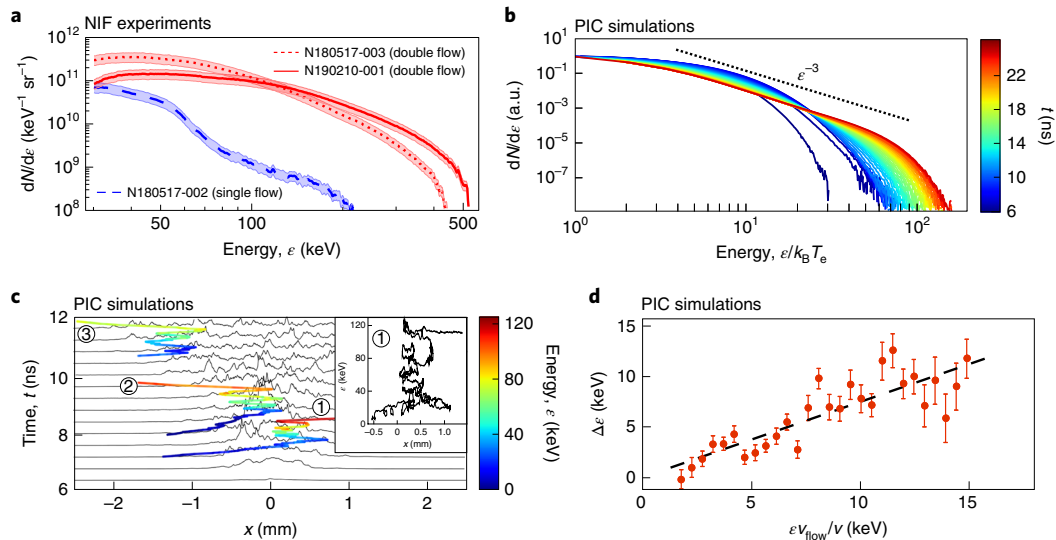 a NIF experiments
10¹²
10¹¹
10¹⁰
10⁹
10⁸
dN/dε (keV⁻¹ sr⁻¹)
N180517-003 (double flow)
N190210-001 (double flow)
N180517-002 (single flow)
50 100 500
Energy, ε (keV)
b PIC simulations
10¹
10⁻¹
10⁻³
10⁻⁵
10⁻⁷
dN/dε (a.u.)
ε⁻³
10⁰ 10¹ 10²
Energy, ε/k_BT_e
22
18
14
10
6
t (ns)
c PIC simulations
12
10
8
6
Time, t (ns)
③
②
①
−2 −1 0 1 2
x (mm)
①
120
80
40
0
ε (keV)
−0.5 0 0.5 1
x (mm)
120
80
40
0
Energy, ε (keV)
d PIC simulations
15
10
5
0
Δε (keV)
0 5 10 15
εv_flow/v (keV)